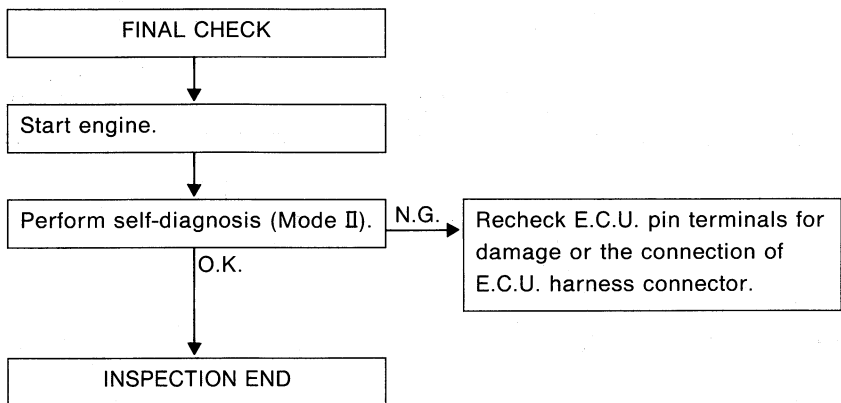 FINAL CHECK
Start engine.
Perform self-diagnosis (Mode Ⅱ).
N.G.
Recheck E.C.U. pin terminals for
damage or the connection of
E.C.U. harness connector.
O.K.
INSPECTION END